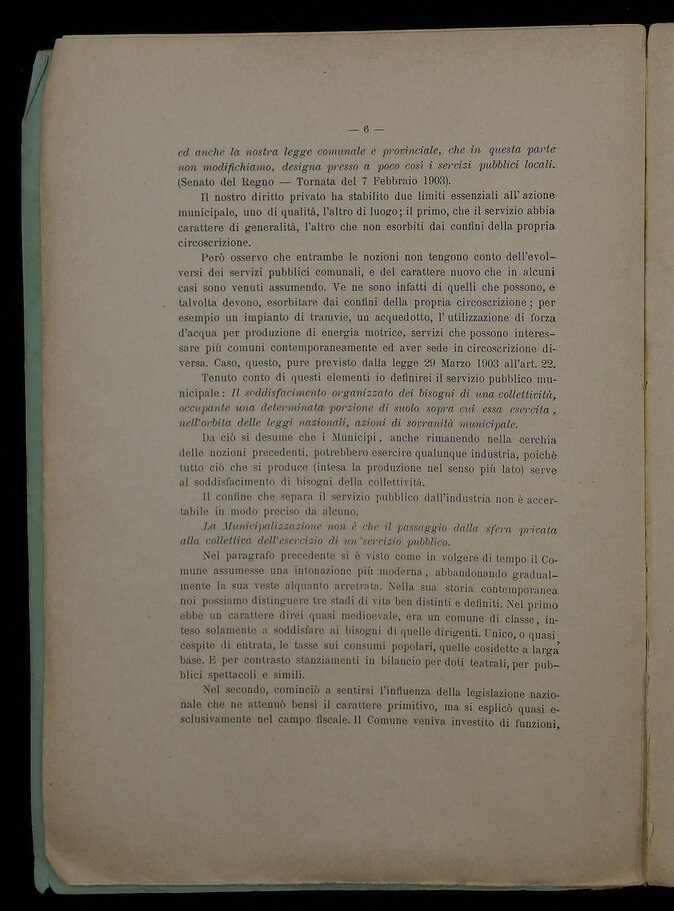 — 6 —
ed anche la nostra legge comunale e provinciale, che in questa parte
non modifichiamo, designa presso a poco così i servizi pubblici locali.
(Senato del Regno — Tornata del 7 Febbraio 1903).
Il nostro diritto privato ha stabilito due limiti essenziali all'azione
municipale, uno di qualità, l'altro di luogo; il primo, che il servizio abbia
carattere di generalità, l'altro che non esorbiti dai confini della propria
circoscrizione.
Però osservo che entrambe le nozioni non tengono conto dell'evol-
versi dei servizi pubblici comunali, e del carattere nuovo che in alcuni
casi sono venuti assumendo. Ve ne sono infatti di quelli che possono, e
talvolta devono, esorbitare dai confini della propria circoscrizione; per
esempio un impianto di tramvie, un acquedotto, l'utilizzazione di forza
d'acqua per produzione di energia motrice, servizi che possono interes-
sare più comuni contemporaneamente ed aver sede in circoscrizione di-
versa. Caso, questo, pure previsto dalla legge 29 Marzo 1903 all'art. 22.
Tenuto conto di questi elementi io definirei il servizio pubblico mu-
nicipale: Il soddisfacimento organizzato dei bisogni di una collettività,
occupante una determinata porzione di suolo sopra cui essa esercita,
nell'orbita delle leggi nazionali, azioni di sovranità municipale.
Da ciò si desume che i Municipi, anche rimanendo nella cerchia
delle nozioni precedenti, potrebbero esercire qualunque industria, poichè
tutto ciò che si produce (intesa la produzione nel senso più lato) serve
al soddisfacimento di bisogni della collettività.
Il confine che separa il servizio pubblico dall'industria non è accer-
tabile in modo preciso da alcuno.
La Municipalizzazione non è che il passaggio dalla sfera privata
alla collettiva dell'esercizio di un servizio pubblico.
Nel paragrafo precedente si è visto come in volgere di tempo il Co-
mune assumesse una intonazione più moderna, abbandonando gradual-
mente la sua veste alquanto arretrata. Nella sua storia contemporanea
noi possiamo distinguere tre stadi di vita ben distinti e definiti. Nel primo
ebbe un carattere direi quasi medioevale, era un comune di classe, in-
teso solamente a soddisfare ai bisogni di quelle dirigenti. Unico, o quasi
cespite di entrata, le tasse sui consumi popolari, quelle cosidette a larga
base. E per contrasto stanziamenti in bilancio per doti teatrali, per pub-
blici spettacoli e simili.
Nel secondo, cominciò a sentirsi l'influenza della legislazione nazio-
nale che ne attenuò bensì il carattere primitivo, ma si esplicò quasi e-
sclusivamente nel campo fiscale. Il Comune veniva investito di funzioni,